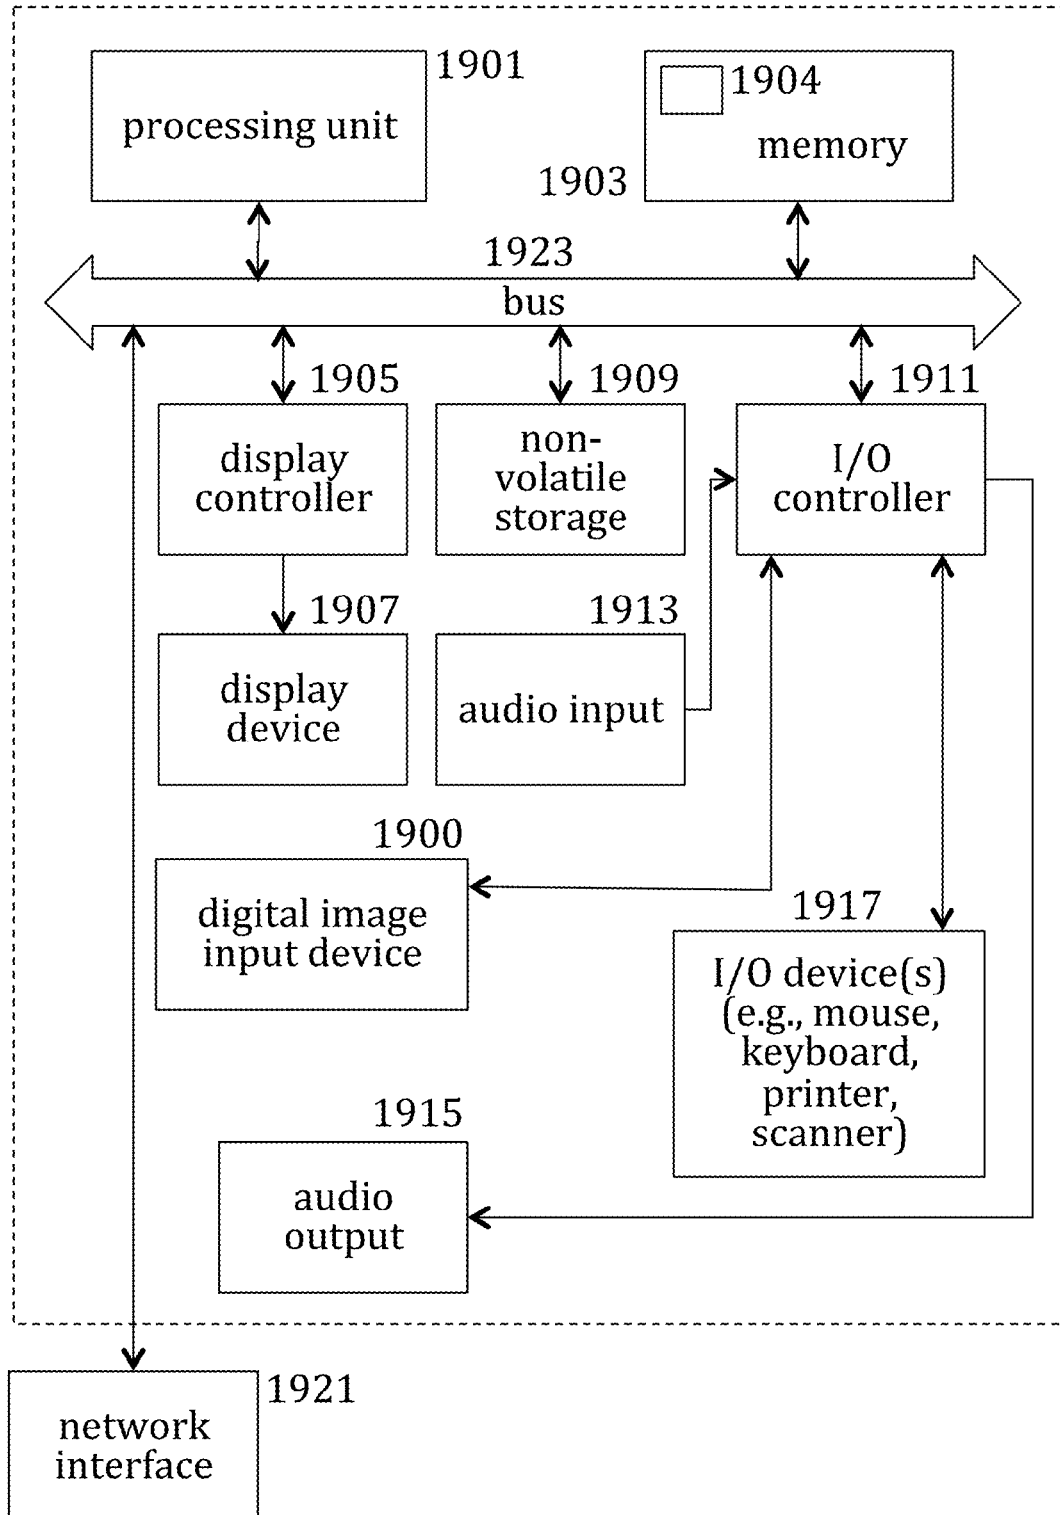 1901
processing unit
1904
memory
1903
1923
bus
1905
display
controller
1909
non-
volatile
storage
1911
I/O
controller
1907
display
device
1913
audio input
1900
digital image
input device
1917
I/O device(s)
(e.g., mouse,
keyboard,
printer,
scanner)
1915
audio
output
1921
network
interface